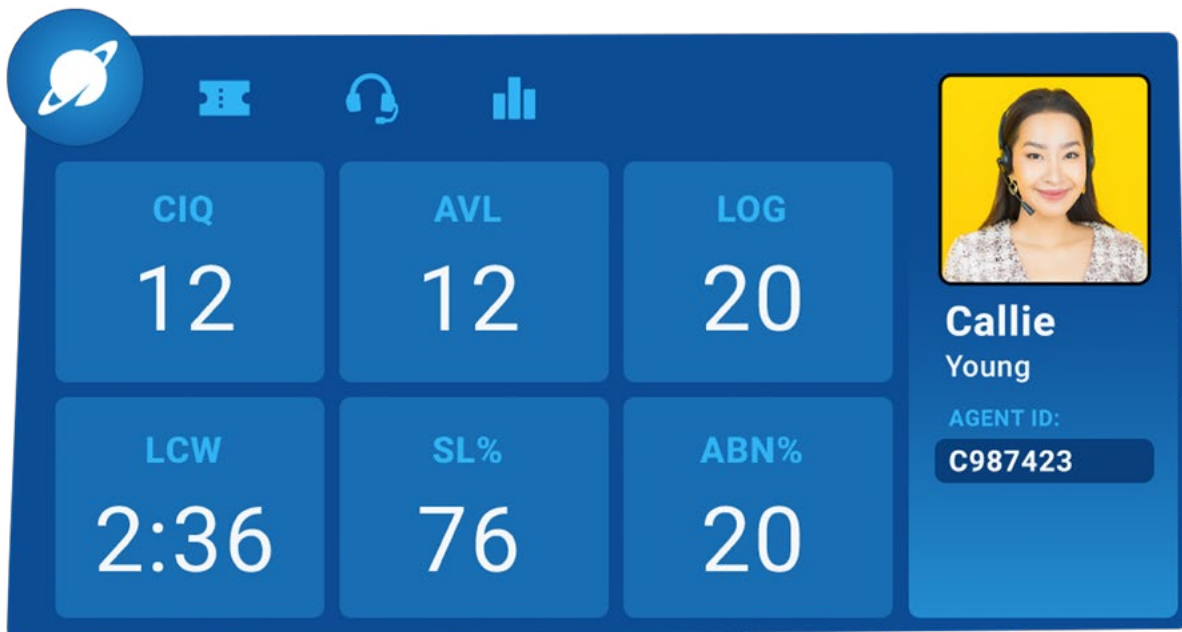 CIQ
12
AVL
12
LOG
20
LCW
2:36
SL%
76
ABN%
20
Callie
Young
AGENT ID:
C987423